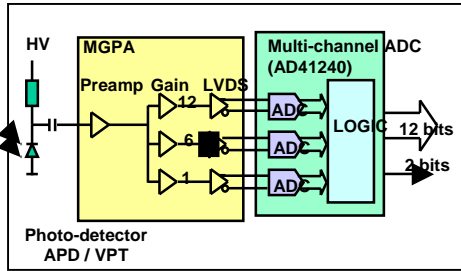 HV
MGPA
Multi-channel ADC
(AD41240)
Preamp Gain LVDS
12
ADC
LOGIC
12 bits
6
ADC
2 bits
1
ADC
Photo-detector
APD / VPT